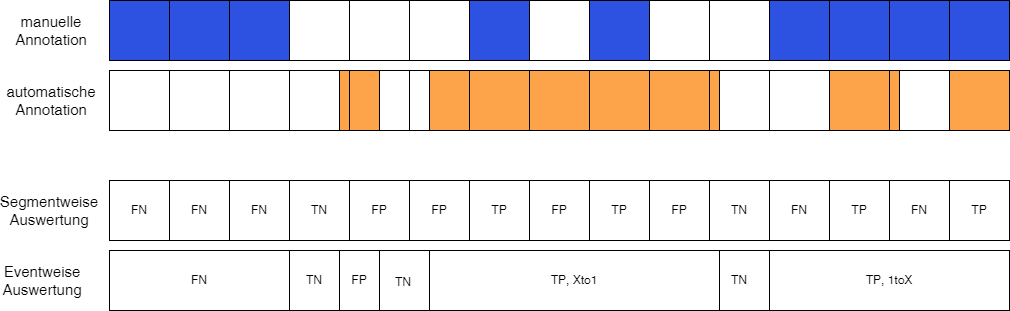 manuelle
Annotation
automatische
Annotation
Segmentweise
Auswertung
FN FN FN TN FP FP TP FP TP FP TN FN TP FN TP
Eventweise
Auswertung
FN TN FP TN TP, Xto1 TN TP, 1toX